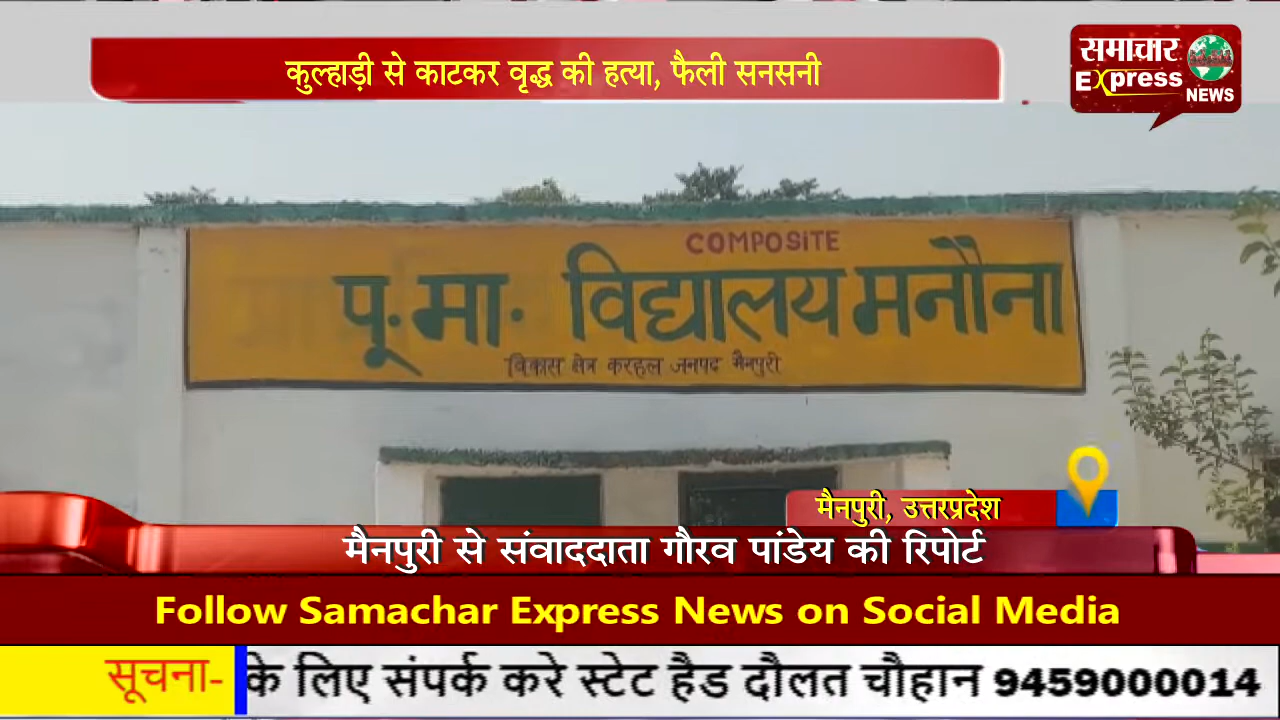 कुल्हाड़ी से काटकर वृद्ध की हत्या, फैली सनसनी
समाचार
Express
NEWS
COMPOSITE
पू. मा. विद्यालय मनौना
विकास क्षेत्र करहल जनपद मैनपुरी
मैनपुरी, उत्तरप्रदेश
मैनपुरी से संवाददाता गौरव पांडेय की रिपोर्ट
Follow Samachar Express News on Social Media
सूचना- के लिए संपर्क करे स्टेट हैड दौलत चौहान 9459000014